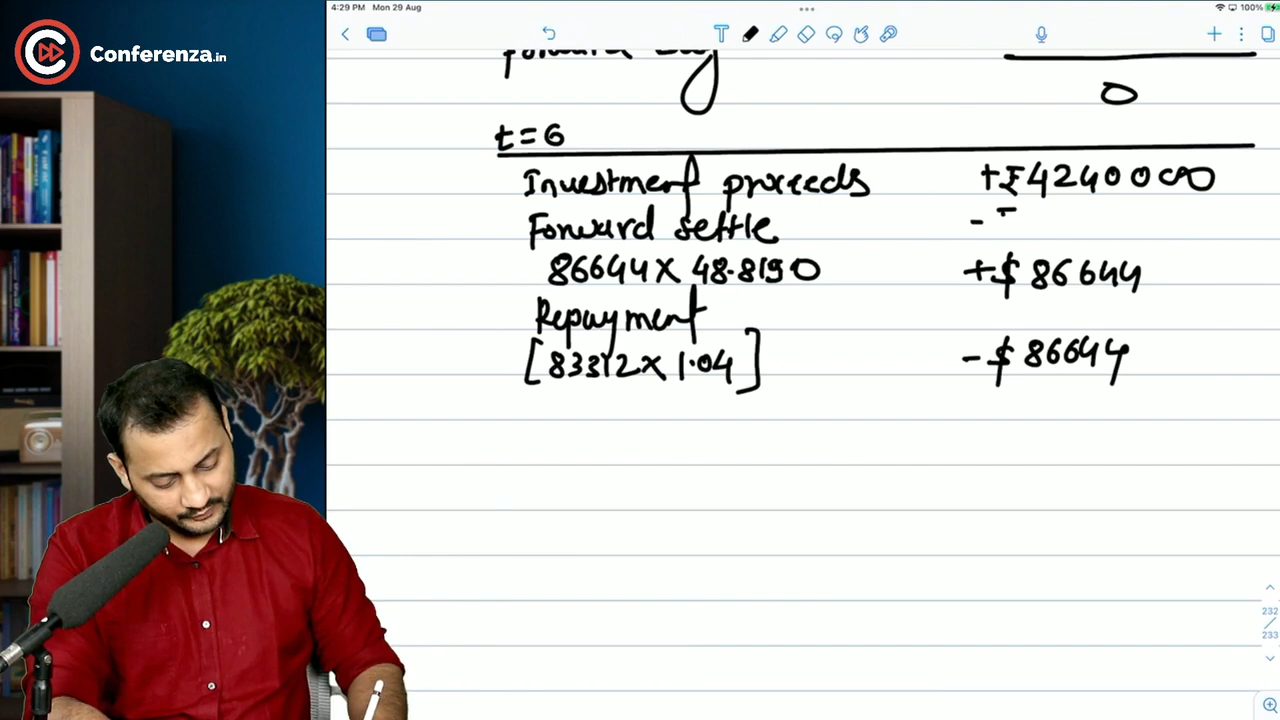 4:29 PM Mon 29 Aug
100%
Conferenza.in
forward
0
t=6
Investment proceeds +₹4240000
Forward settle - ₹
86644 x 48.8190 +$ 86644
Repayment
[83312 x 1.04] -$ 86644
232
233